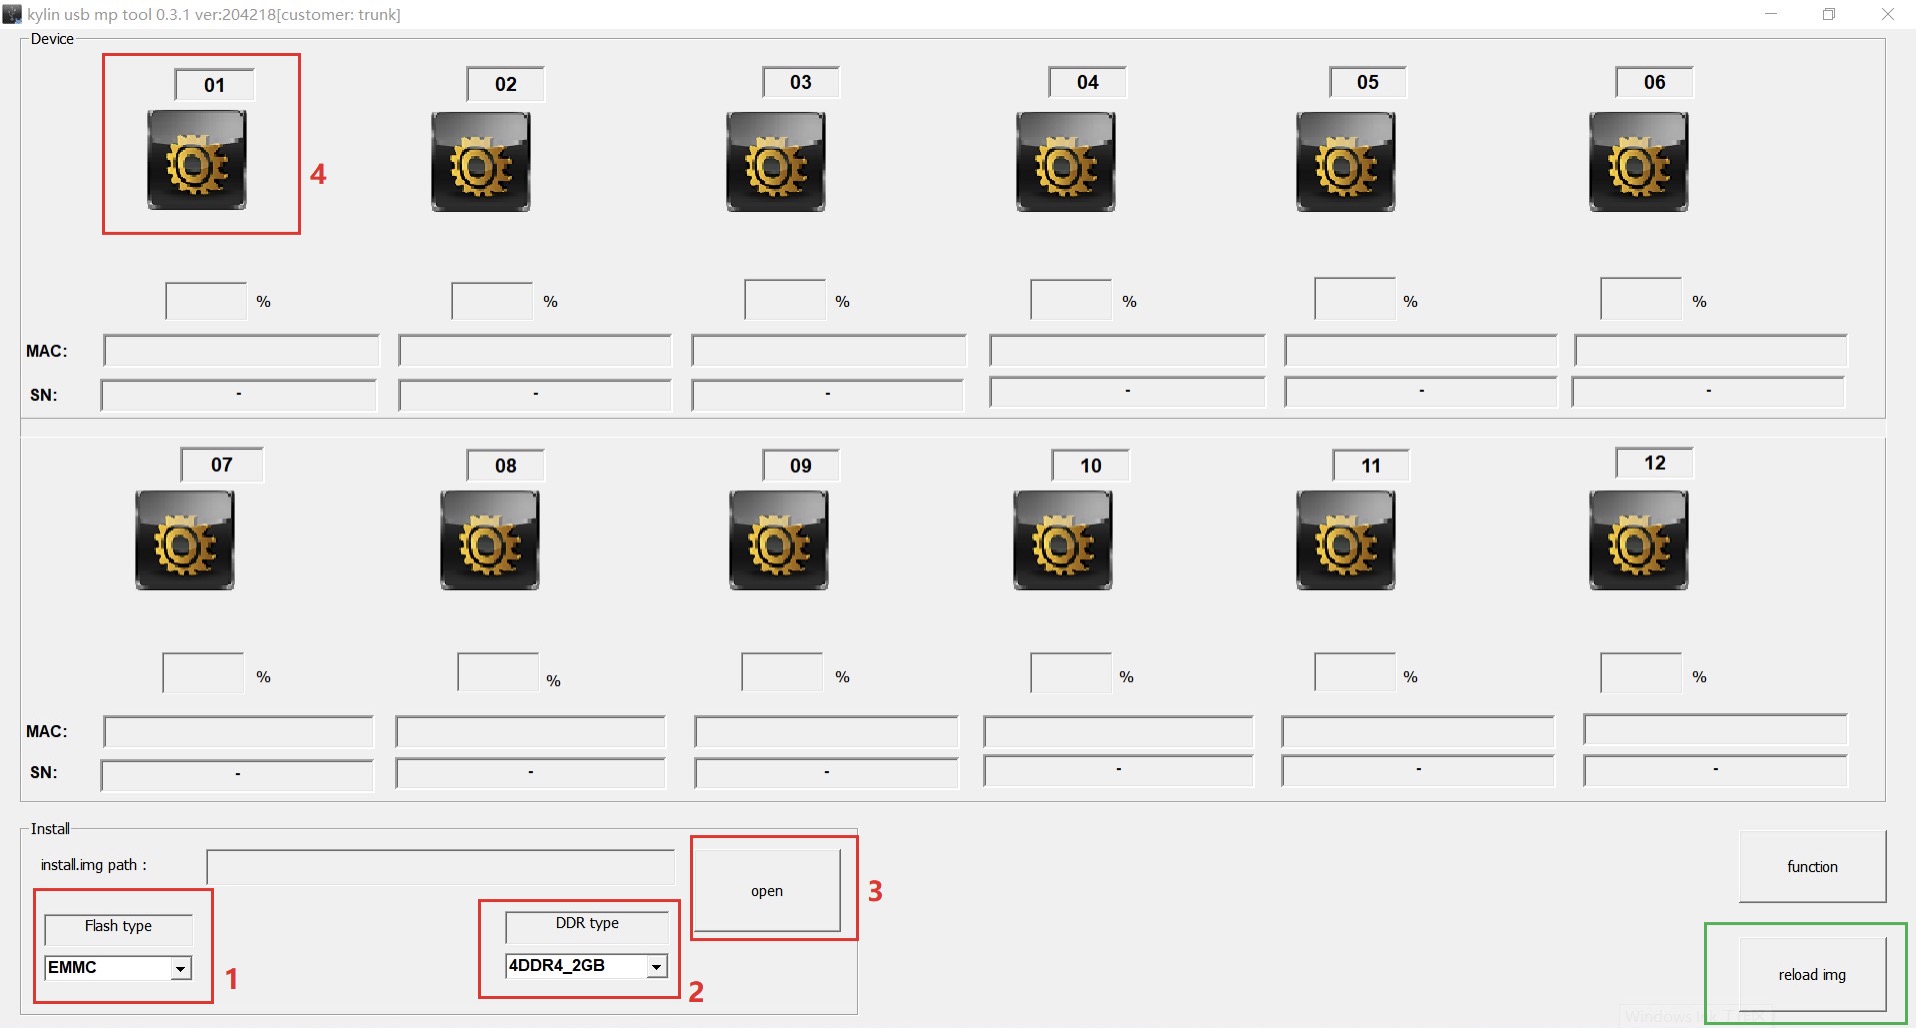 kylin usb mp tool 0.3.1 ver:204218[customer: trunk]
Device
01 02 03 04 05 06
4
% % % % % %
MAC:
SN: - - - - - -
07 08 09 10 11 12
% % % % % %
MAC:
SN: - - - - - -
Install
install.img path :
open
3
function
Flash type
DDR type
EMMC
1
4DDR4_2GB
2
reload img